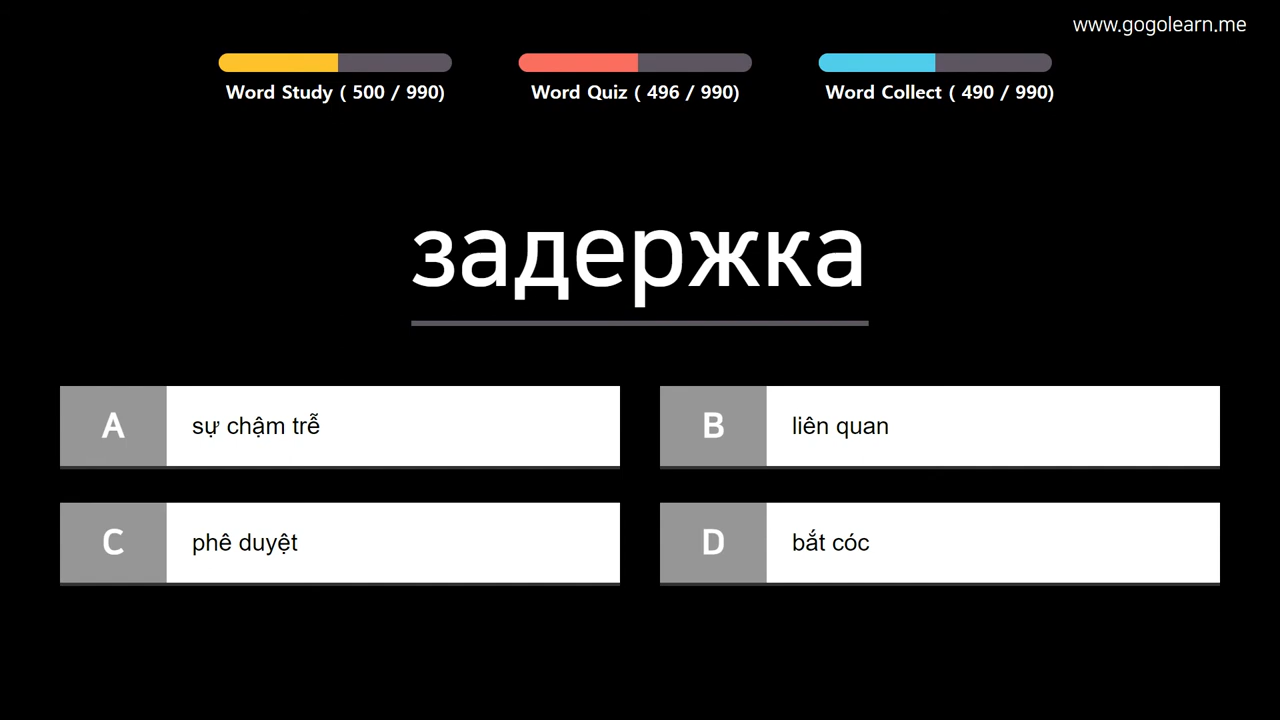 www.gogolearn.me
Word Study ( 500 / 990)
Word Quiz ( 496 / 990)
Word Collect ( 490 / 990)
задержка
A sự chậm trễ
B liên quan
C phê duyệt
D bắt cóc